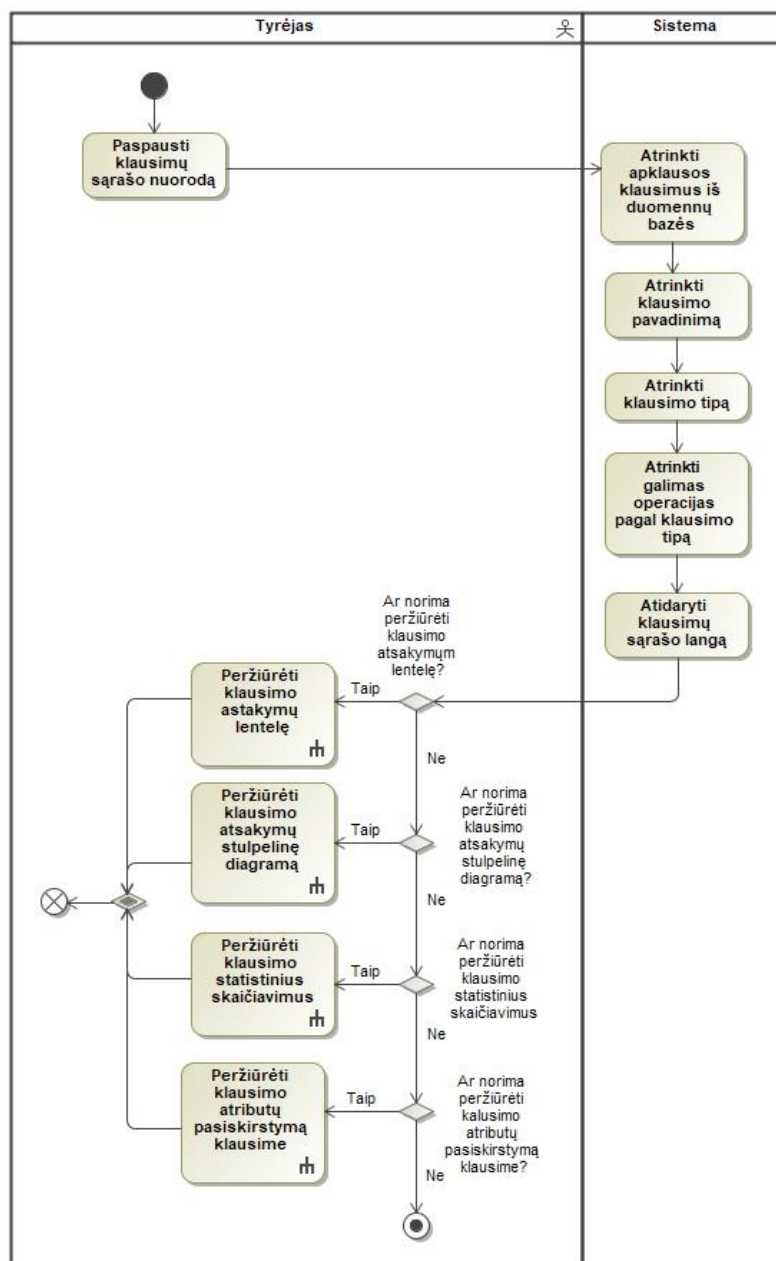 Tyrėjas
Sistema
Paspausti
klausimų
sąrašo nuorodą
Atrinkti
apklausos
klausimus iš
duomennų
bazės
Atrinkti
klausimo
pavadinimą
Atrinkti
klausimo tipą
Atrinkti
galimas
operacijas
pagal klausimo
tipą
Atidaryti
klausimų
sąrašo langą
Ar norima
peržiūrėti
klausimo
atsakymųm
lentelę?
Taip
Peržiūrėti
klausimo
astakymų
lentelę
Ne
Ar norima
peržiūrėti
klausimo
atsakymų
stulpelinę
diagramą?
Taip
Peržiūrėti
klausimo
atsakymų
stulpelinę
diagramą
Ne
Ar norima
peržiūrėti
klausimo
statistinius
skaičiavimus
Taip
Peržiūrėti
klausimo
statistinius
skaičiavimus
Ne
Ar norima
peržiūrėti
kalusimo
atributų
pasiskirstymą
klausime?
Taip
Peržiūrėti
klausimo
atributų
pasiskirstymą
klausime
Ne